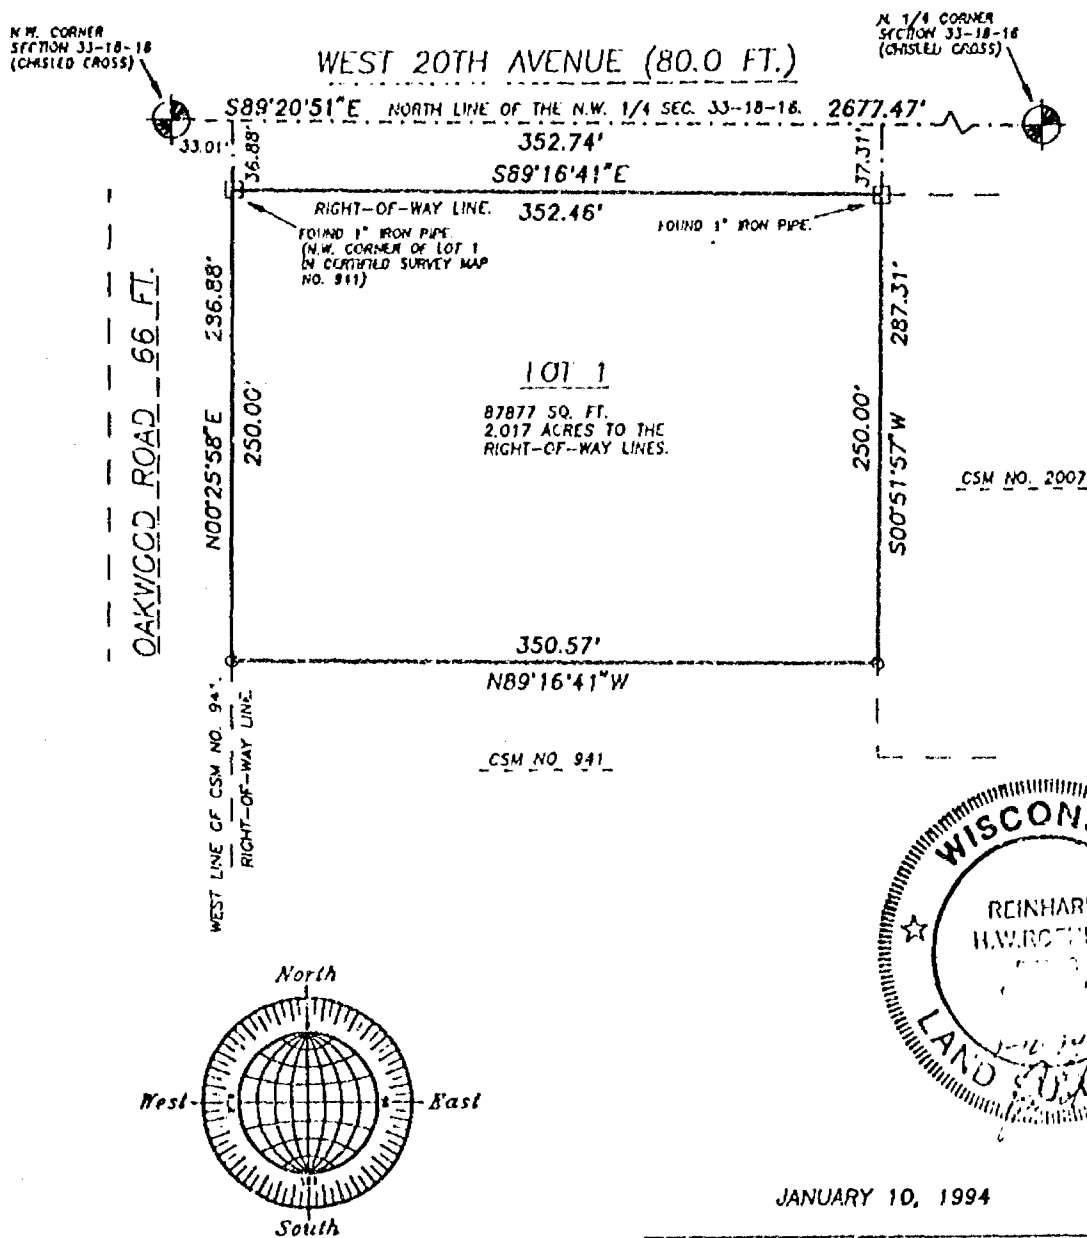 N.W. CORNER
SECTION 33-18-16
(CHISLED CROSS)
N. 1/4 CORNER
SECTION 33-18-16
(CHISLED CROSS)
WEST 20TH AVENUE (80.0 FT.)
S89°20'51"E NORTH LINE OF THE N.W. 1/4 SEC. 33-18-16. 2677.47'
33.01'
36.88'
352.74'
37.31'
S89°16'41"E
RIGHT-OF-WAY LINE.
352.46'
FOUND 1" IRON PIPE.
(N.W. CORNER OF LOT 1
IN CERTIFIED SURVEY MAP
NO. 941)
FOUND 1" IRON PIPE.
OAKWOOD ROAD 66 FT.
N00°25'58"E 286.88'
250.00'
LOT 1
87877 SQ. FT.
2.017 ACRES TO THE
RIGHT-OF-WAY LINES.
250.00'
S00°51'57"W 287.31'
CSM NO. 2007
350.57'
N89°16'41"W
WEST LINE OF CSM NO. 941.
RIGHT-OF-WAY LINE
CSM NO. 941
WISCON
REINHAR
H.W.RO
LAND
North
West
East
South
JANUARY 10, 1994